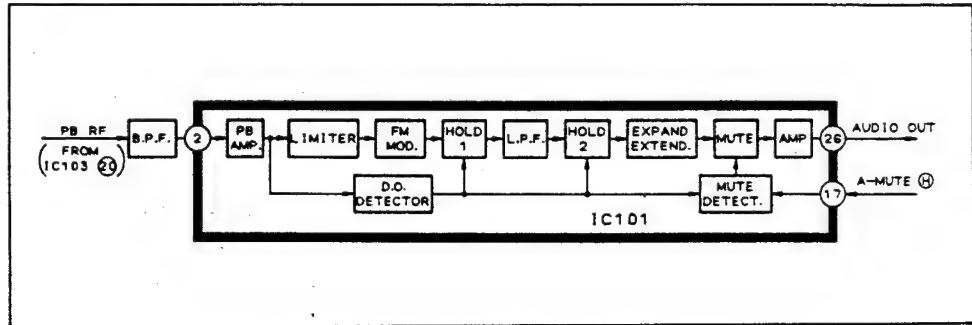 PB RF
(FROM
IC103 ⑳)
B.P.F.
2
PB
AMP.
LIMITER
FM
MOD.
HOLD
1
L.P.F.
HOLD
2
EXPAND
EXTEND.
MUTE
AMP
26
AUDIO OUT
D.O.
DETECTOR
MUTE
DETECT.
17
A-MUTE Ⓗ
IC101